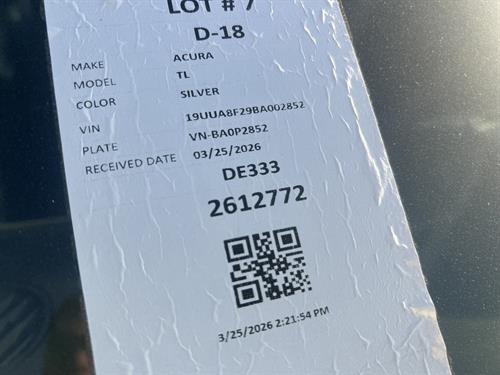 LOT # 7
D-18
MAKE ACURA
MODEL TL
COLOR SILVER
VIN 19UUA8F29BA002852
PLATE VN-BA0P2852
RECEIVED DATE 03/25/2026
DE333
2612772
3/25/2026 2:21:54 PM